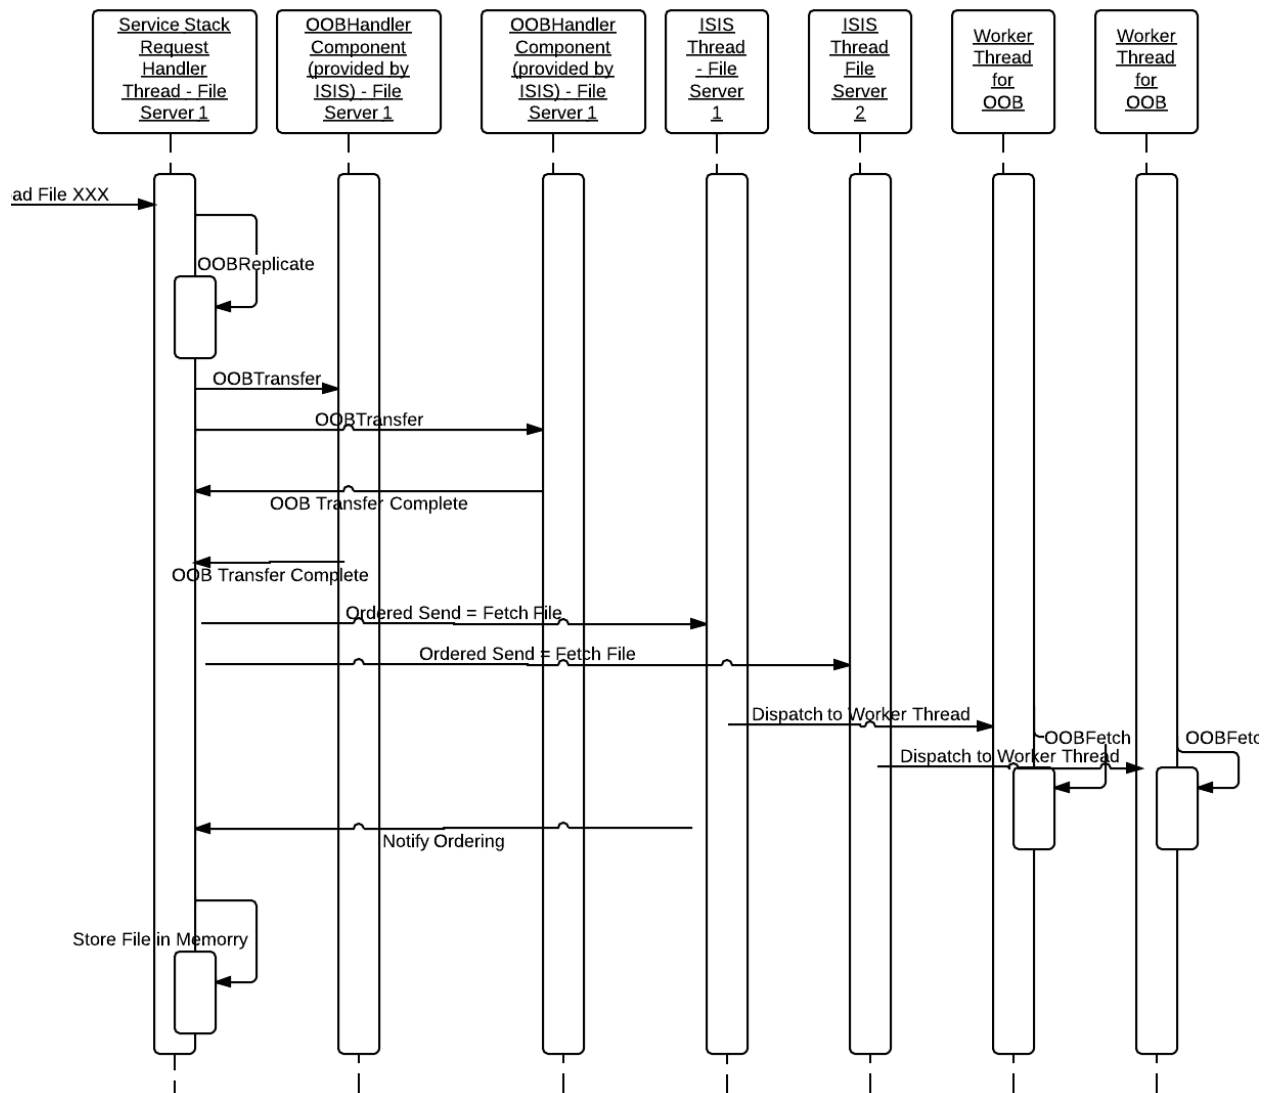 Service Stack
Request
Handler
Thread - File
Server 1
OOBHandler
Component
(provided by
ISIS) - File
Server 1
OOBHandler
Component
(provided by
ISIS) - File
Server 1
ISIS
Thread
- File
Server
1
ISIS
Thread
File
Server
2
Worker
Thread
for
OOB
Worker
Thread
for
OOB
ad File XXX
OOBReplicate
OOBTransfer
OOBTransfer
OOB Transfer Complete
OOB Transfer Complete
Ordered Send = Fetch File
Ordered Send = Fetch File
Dispatch to Worker Thread
OOBFetch
OOBFetc
Dispatch to Worker Thread
Notify Ordering
Store File in Memorry